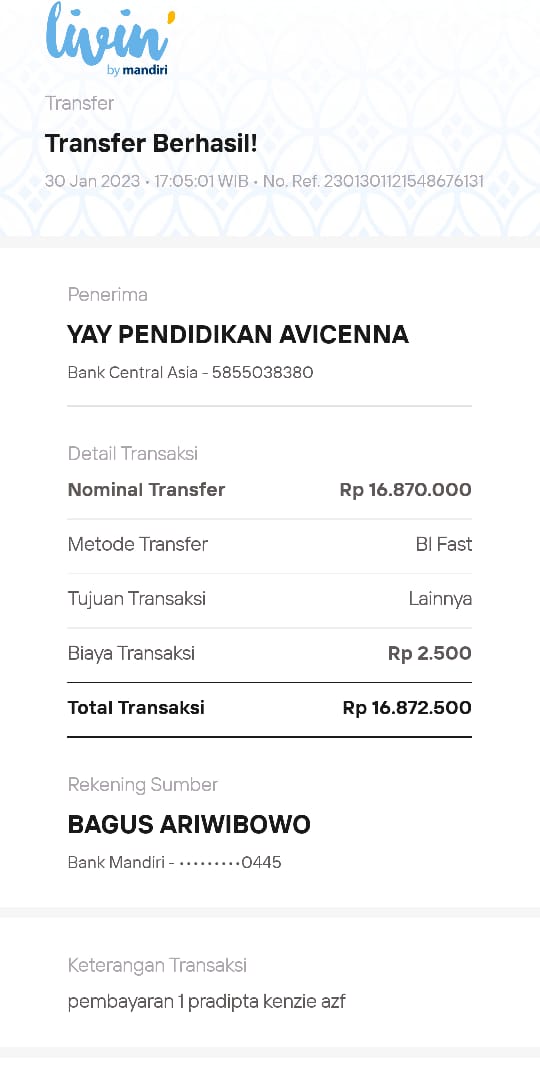 livin'
by mandiri
Transfer
Transfer Berhasil!
30 Jan 2023 • 17:05:01 WIB • No. Ref. 2301301121548676131
Penerima
YAY PENDIDIKAN AVICENNA
Bank Central Asia - 5855038380
Detail Transaksi
Nominal Transfer Rp 16.870.000
Metode Transfer BI Fast
Tujuan Transaksi Lainnya
Biaya Transaksi Rp 2.500
Total Transaksi Rp 16.872.500
Rekening Sumber
BAGUS ARIWIBOWO
Bank Mandiri - •••••••••0445
Keterangan Transaksi
pembayaran 1 pradipta kenzie azf